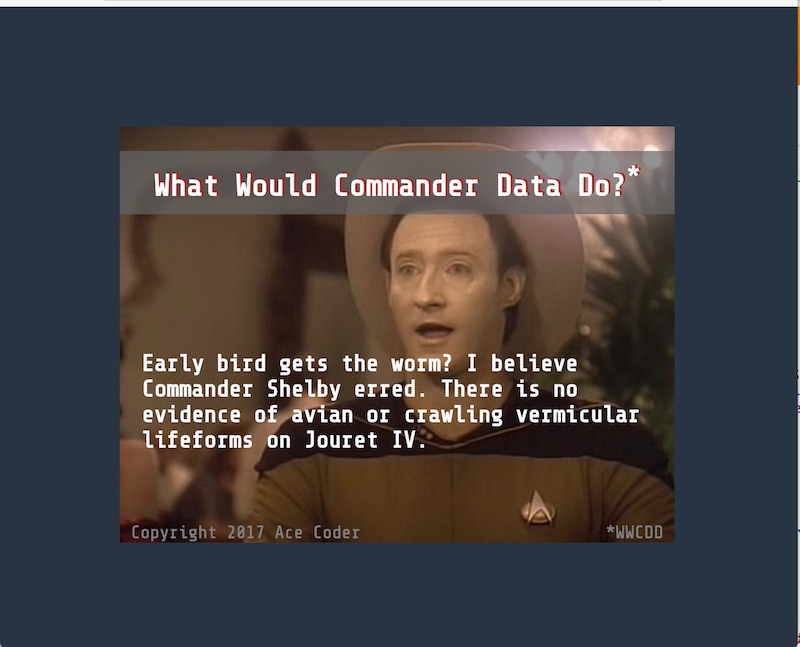 What Would Commander Data Do?*
Early bird gets the worm? I believe
Commander Shelby erred. There is no
evidence of avian or crawling vermicular
lifeforms on Jouret IV.
Copyright 2017 Ace Coder
*WWCDD